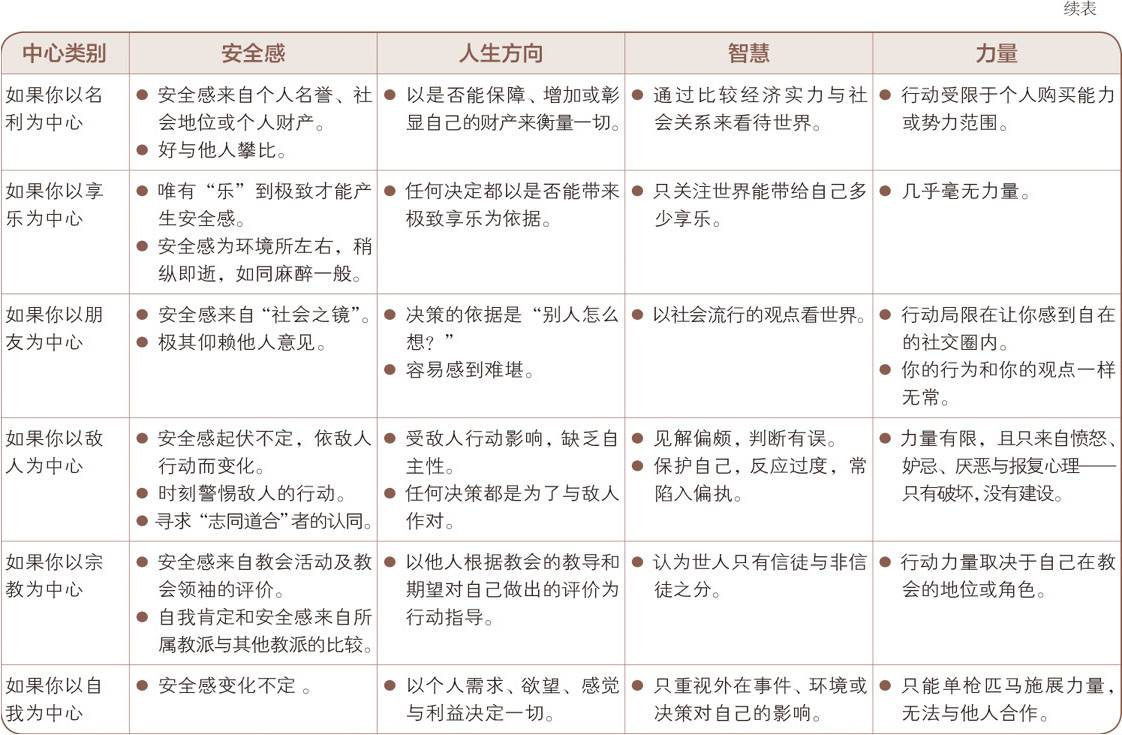 续表
中心类别 安全感 人生方向 智慧 力量
如果你以名利为中心
● 安全感来自个人名誉、社
会地位或个人财产。
● 好与他人攀比。
● 以是否能保障、增加或彰
显自己的财产来衡量一切。
● 通过比较经济实力与社
会关系来看待世界。
● 行动受限于个人购买能力
或势力范围。
如果你以享
乐为中心
● 唯有“乐”到极致才能产
生安全感。
● 安全感为环境所左右，稍
纵即逝，如同麻醉一般。
● 任何决定都以是否能带来
极致享乐为依据。
● 只关注世界能带给自己多
少享乐。
● 几乎毫无力量。
如果你以朋
友为中心
● 安全感来自“社会之镜”。
● 极其仰赖他人意见。
● 决策的依据是“别人怎么
想？”
● 容易感到难堪。
● 以社会流行的观点看世界。
● 行动局限在让你感到自在
的社交圈内。
● 你的行为和你的观点一样
无常。
如果你以敌
人为中心
● 安全感起伏不定，依敌人
行动而变化。
● 时刻警惕敌人的行动。
● 寻求“志同道合”者的认同。
● 受敌人行动影响，缺乏自
主性。
● 任何决策都是为了与敌人
作对。
● 见解偏颇，判断有误。
● 保护自己，反应过度，常
陷入偏执。
● 力量有限，且只来自愤怒、
妒忌、厌恶与报复心理——
只有破坏，没有建设。
如果你以宗
教为中心
● 安全感来自教会活动及教
会领袖的评价。
● 自我肯定和安全感来自所
属教派与其他教派的比较。
● 以他人根据教会的教导和
期望对自己做出的评价为
行动指导。
● 认为世人只有信徒与非信
徒之分。
● 行动力量取决于自己在教
会的地位或角色。
如果你以自
我为中心
● 安全感变化不定 。
● 以个人需求、欲望、感觉
与利益决定一切。
● 只重视外在事件、环境或
决策对自己的影响。
● 只能单枪匹马施展力量，
无法与他人合作。